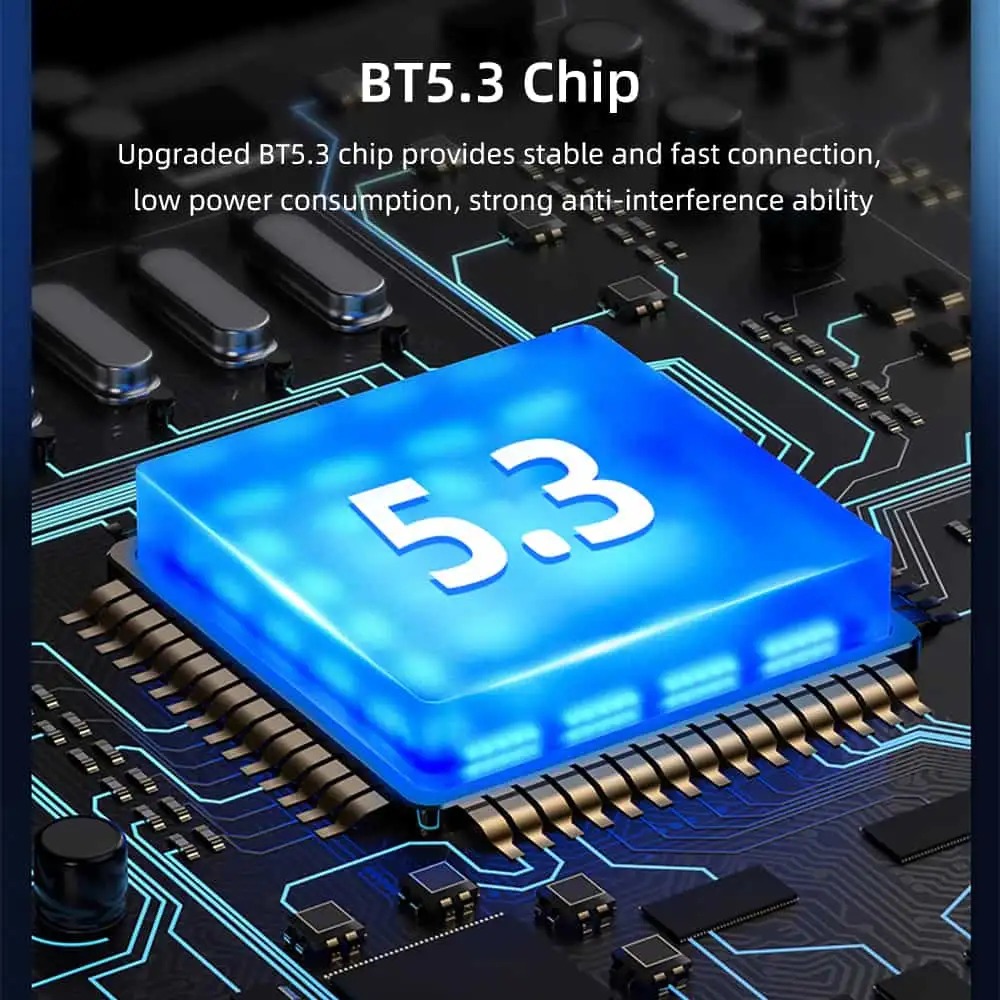 BT5.3 Chip
Upgraded BT5.3 chip provides stable and fast connection,
low power consumption, strong anti-interference ability
5.3